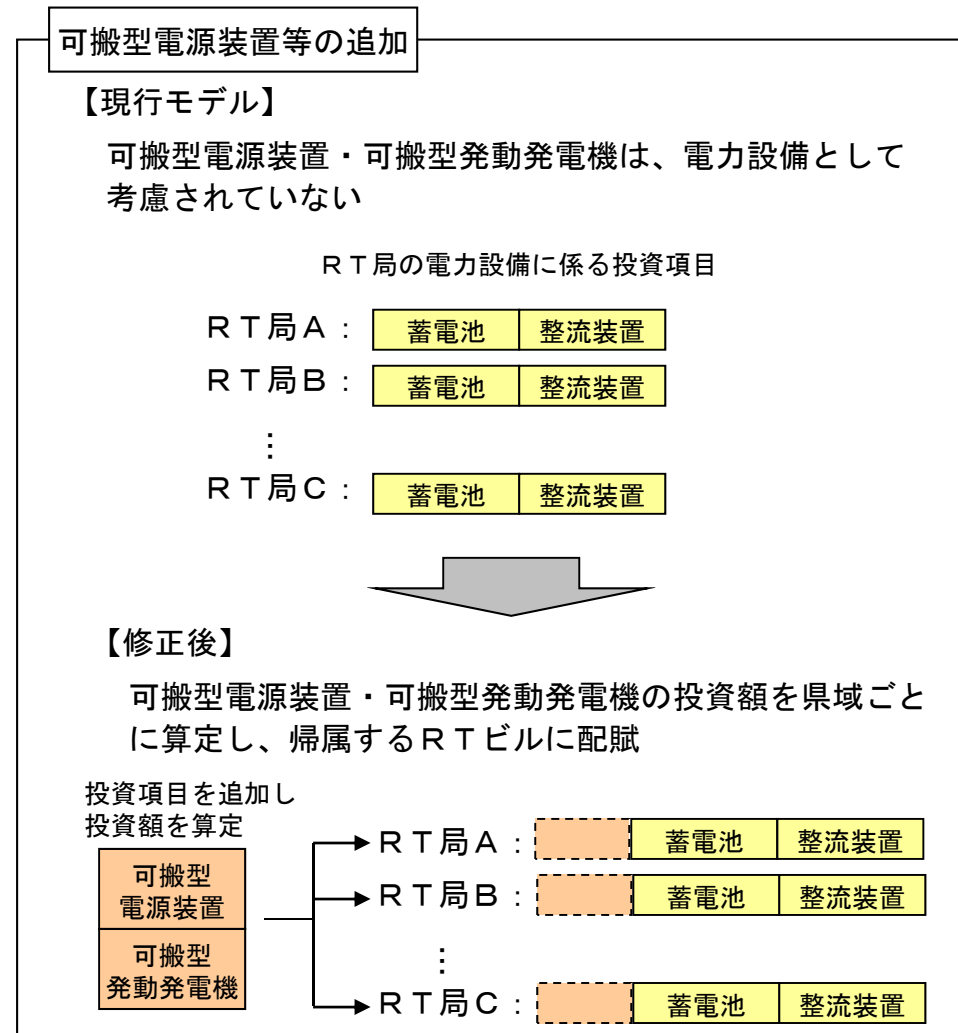 可搬型電源装置等の追加
【現行モデル】
可搬型電源装置・可搬型発動発電機は、電力設備として
考慮されていない
ＲＴ局の電力設備に係る投資項目
ＲＴ局Ａ： 蓄電池 整流装置
ＲＴ局Ｂ： 蓄電池 整流装置
⋮
ＲＴ局Ｃ： 蓄電池 整流装置
【修正後】
可搬型電源装置・可搬型発動発電機の投資額を県域ごと
に算定し、帰属するＲＴビルに配賦
投資項目を追加し
投資額を算定
可搬型
電源装置
可搬型
発動発電機
ＲＴ局Ａ： 蓄電池 整流装置
ＲＴ局Ｂ： 蓄電池 整流装置
⋮
ＲＴ局Ｃ： 蓄電池 整流装置